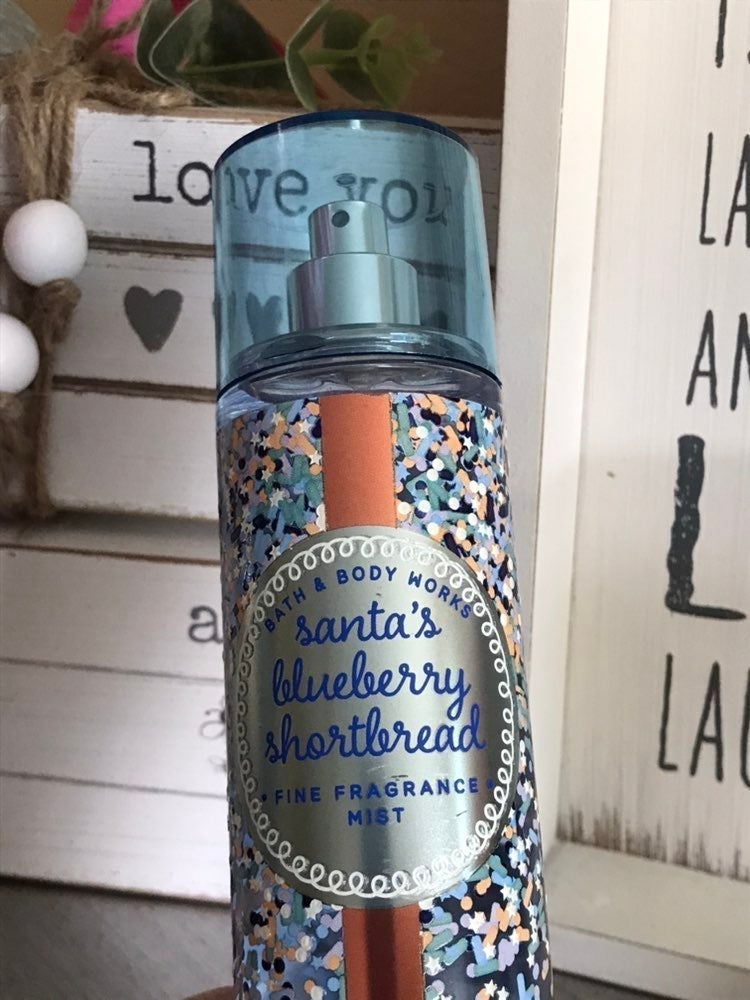 love you
BATH & BODY WORKS
santa's
blueberry
shortbread
• FINE FRAGRANCE •
MIST
a
LA
AN
L
LAU